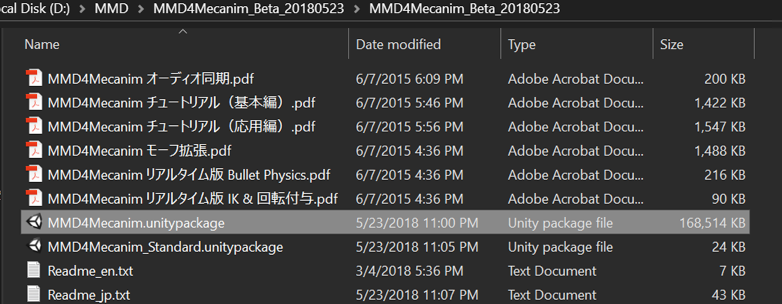 cal Disk (D:) > MMD > MMD4Mecanim_Beta_20180523 > MMD4Mecanim_Beta_20180523
Name Date modified Type Size
MMD4Mecanim オーディオ同期.pdf 6/7/2015 6:09 PM Adobe Acrobat Docu... 200 KB
MMD4Mecanim チュートリアル（基本編）.pdf 6/7/2015 5:46 PM Adobe Acrobat Docu... 1,422 KB
MMD4Mecanim チュートリアル（応用編）.pdf 6/7/2015 5:56 PM Adobe Acrobat Docu... 1,547 KB
MMD4Mecanim モーフ拡張.pdf 6/7/2015 4:36 PM Adobe Acrobat Docu... 1,488 KB
MMD4Mecanim リアルタイム版 Bullet Physics.pdf 6/7/2015 4:36 PM Adobe Acrobat Docu... 216 KB
MMD4Mecanim リアルタイム版 IK & 回転付与.pdf 6/7/2015 4:36 PM Adobe Acrobat Docu... 90 KB
MMD4Mecanim.unitypackage 5/23/2018 11:00 PM Unity package file 168,514 KB
MMD4Mecanim_Standard.unitypackage 5/23/2018 11:05 PM Unity package file 24 KB
Readme_en.txt 3/4/2018 5:36 PM Text Document 7 KB
Readme_jp.txt 5/23/2018 11:07 PM Text Document 43 KB